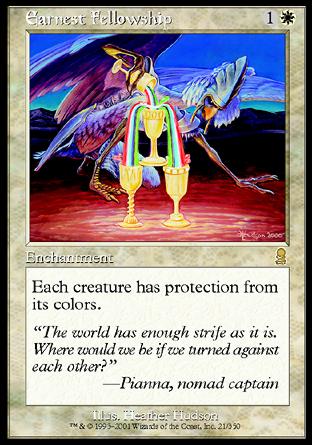 Earnest Fellowship 1
Enchantment
Each creature has protection from
its colors.
“The world has enough strife as it is.
Where would we be if we turned against
each other?”
—Pianna, nomad captain
Illus. Heather Hudson
™ & © 1993-2001 Wizards of the Coast, Inc. 21/350